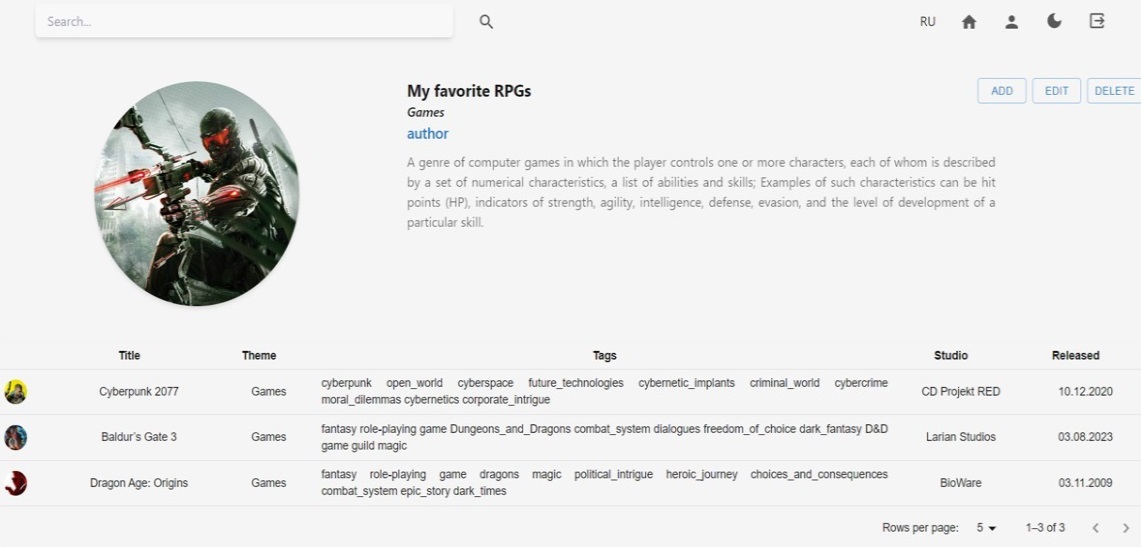 Search...
RU
My favorite RPGs
ADD EDIT DELETE
Games
author
A genre of computer games in which the player controls one or more characters, each of whom is described
by a set of numerical characteristics, a list of abilities and skills; Examples of such characteristics can be hit
points (HP), indicators of strength, agility, intelligence, defense, evasion, and the level of development of a
particular skill.
Title Theme Tags Studio Released
Cyberpunk 2077 Games cyberpunk open_world cyberspace future_technologies cybernetic_implants criminal_world cybercrime CD Projekt RED 10.12.2020
moral_dilemmas cybernetics corporate_intrigue
Baldur’s Gate 3 Games fantasy role-playing game Dungeons_and_Dragons combat_system dialogues freedom_of_choice dark_fantasy D&D Larian Studios 03.08.2023
game guild magic
Dragon Age: Origins Games fantasy role-playing game dragons magic political_intrigue heroic_journey choices_and_consequences BioWare 03.11.2009
combat_system epic_story dark_times
Rows per page: 5 1–3 of 3